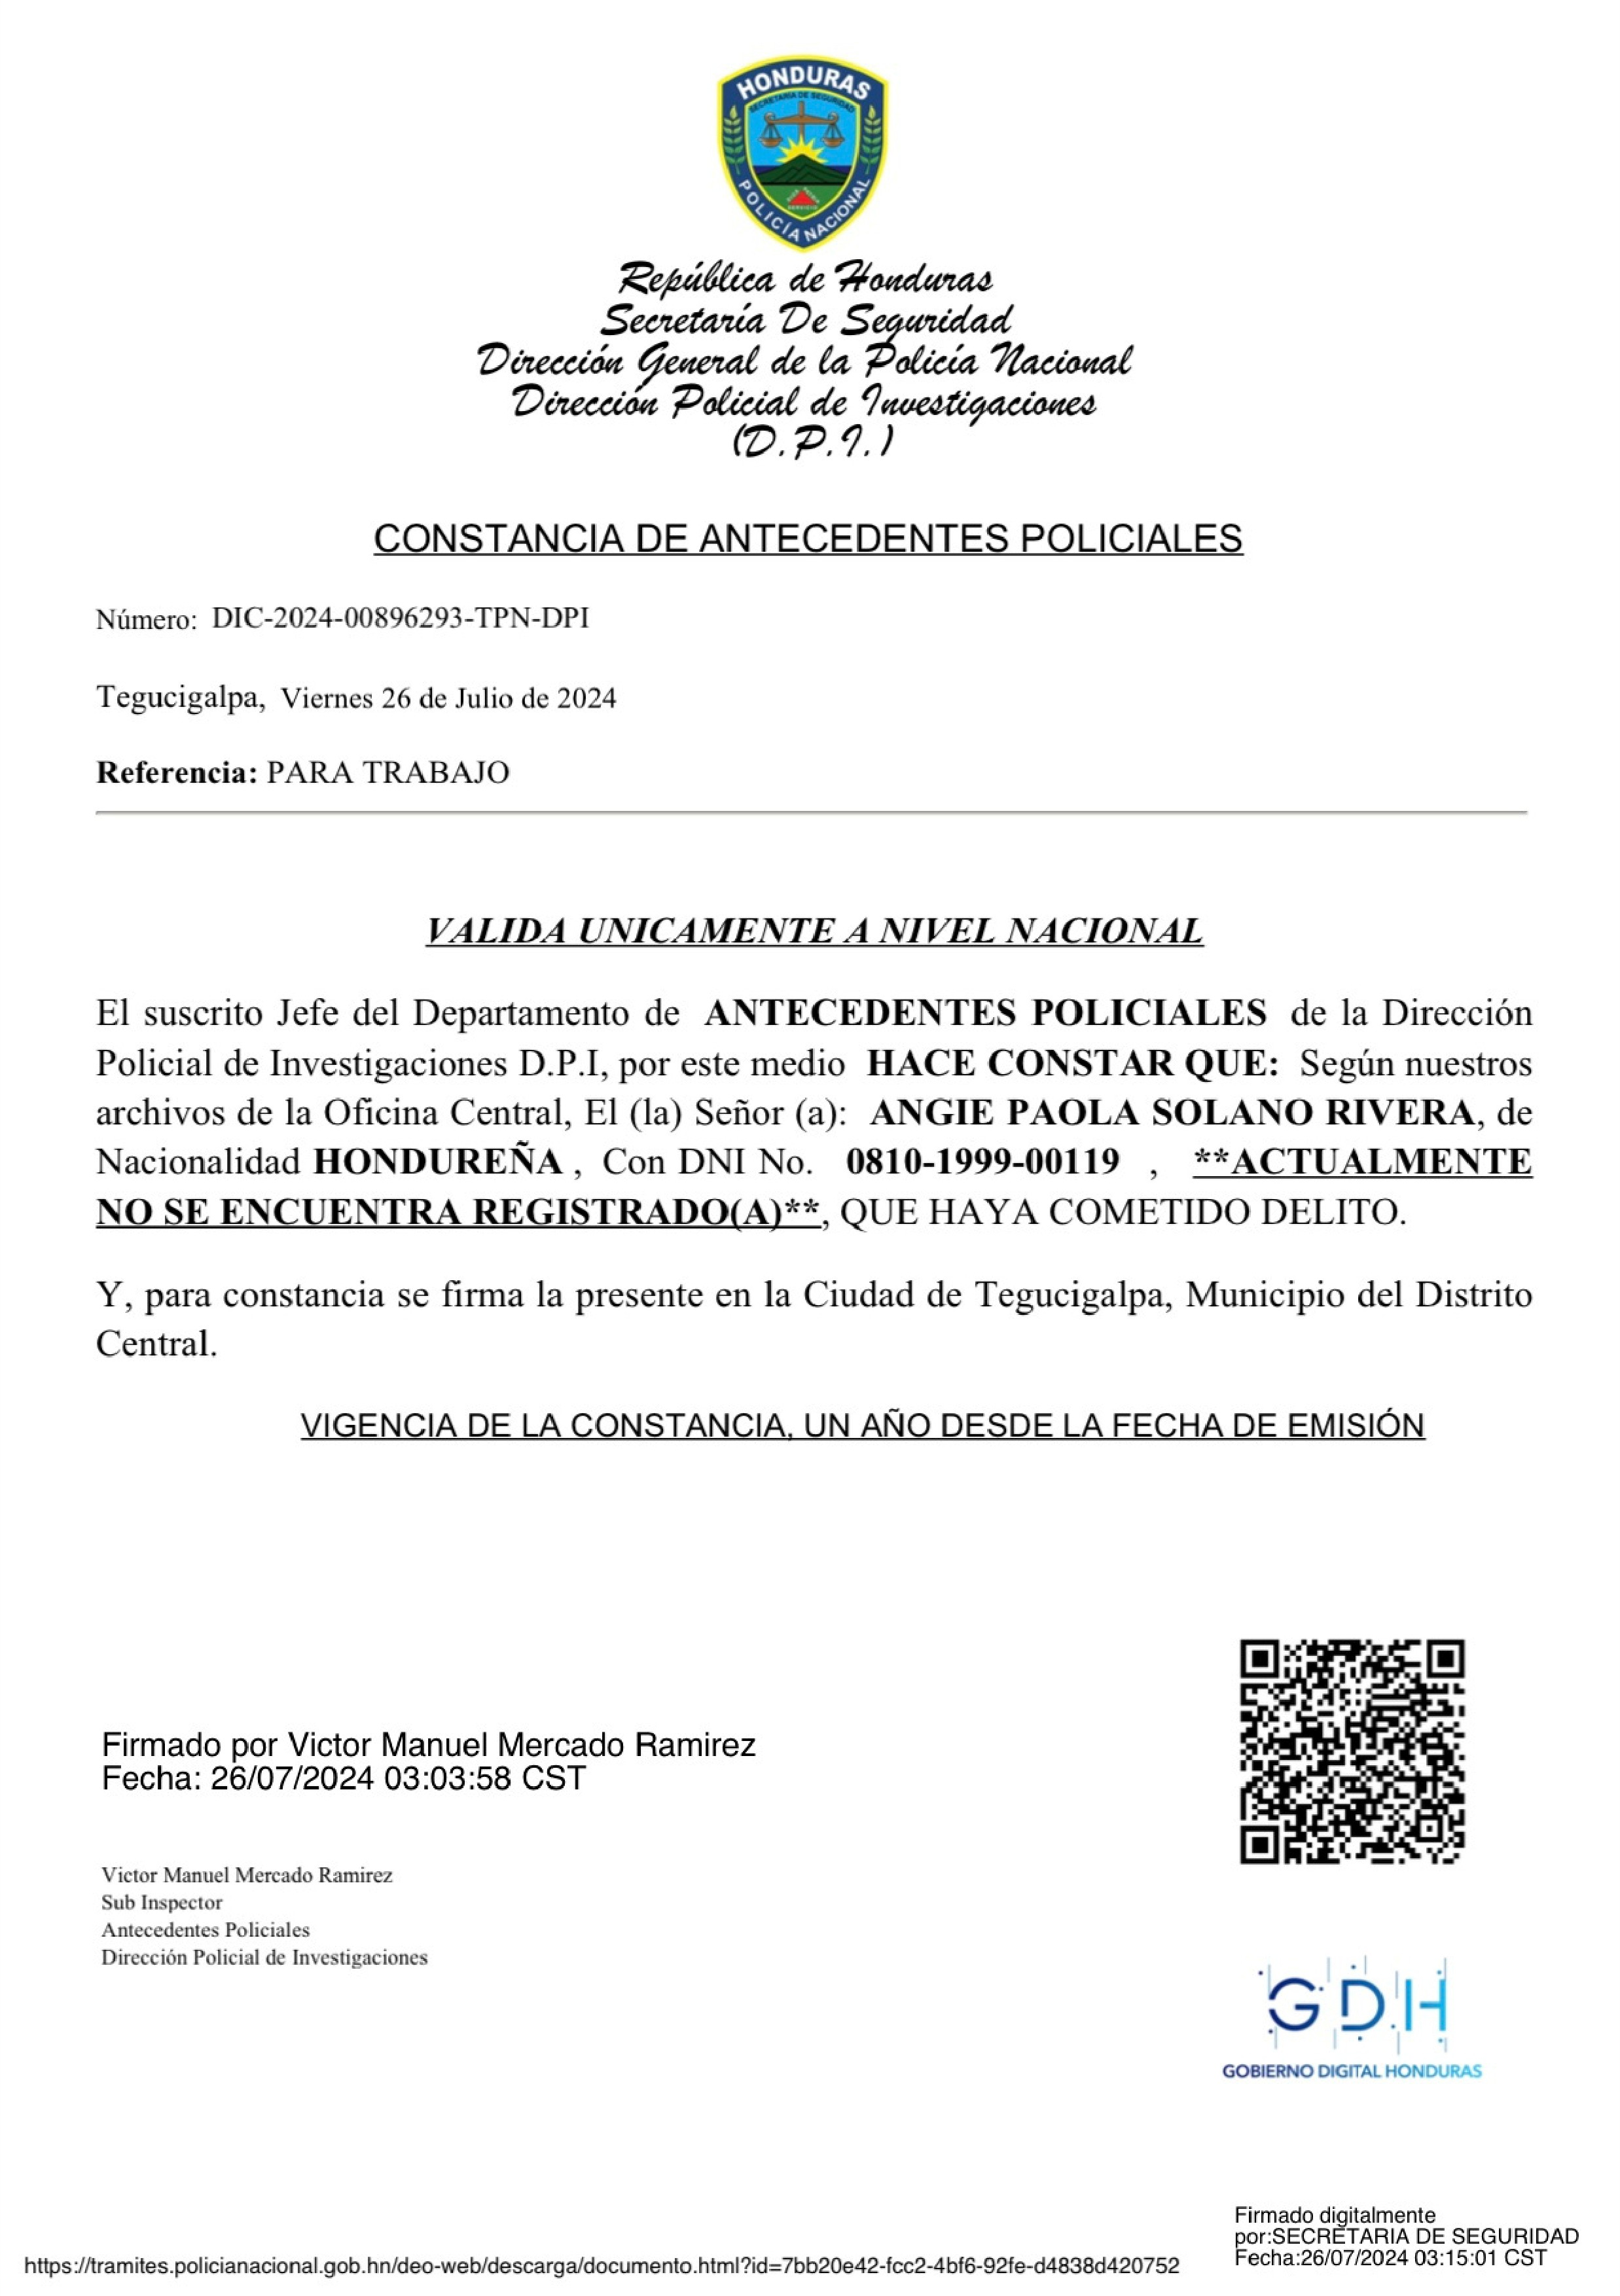 HONDURAS
SECRETARIA DE SEGURIDAD
POLICÍA NACIONAL
República de Honduras
Secretaría De Seguridad
Dirección General de la Policía Nacional
Dirección Policial de Investigaciones
(D.P.I.)
CONSTANCIA DE ANTECEDENTES POLICIALES
Número: DIC-2024-00896293-TPN-DPI
Tegucigalpa, Viernes 26 de Julio de 2024
Referencia: PARA TRABAJO
VALIDA UNICAMENTE A NIVEL NACIONAL
El suscrito Jefe del Departamento de ANTECEDENTES POLICIALES de la Dirección
Policial de Investigaciones D.P.I, por este medio HACE CONSTAR QUE: Según nuestros
archivos de la Oficina Central, El (la) Señor (a): ANGIE PAOLA SOLANO RIVERA, de
Nacionalidad HONDUREÑA , Con DNI No. 0810-1999-00119 , **ACTUALMENTE
NO SE ENCUENTRA REGISTRADO(A)**, QUE HAYA COMETIDO DELITO.
Y, para constancia se firma la presente en la Ciudad de Tegucigalpa, Municipio del Distrito
Central.
VIGENCIA DE LA CONSTANCIA, UN AÑO DESDE LA FECHA DE EMISIÓN
Firmado por Victor Manuel Mercado Ramirez
Fecha: 26/07/2024 03:03:58 CST
Victor Manuel Mercado Ramirez
Sub Inspector
Antecedentes Policiales
Dirección Policial de Investigaciones
GDH
GOBIERNO DIGITAL HONDURAS
Firmado digitalmente
por:SECRETARIA DE SEGURIDAD
Fecha:26/07/2024 03:15:01 CST
https://tramites.policianacional.gob.hn/deo-web/descarga/documento.html?id=7bb20e42-fcc2-4bf6-92fe-d4838d420752